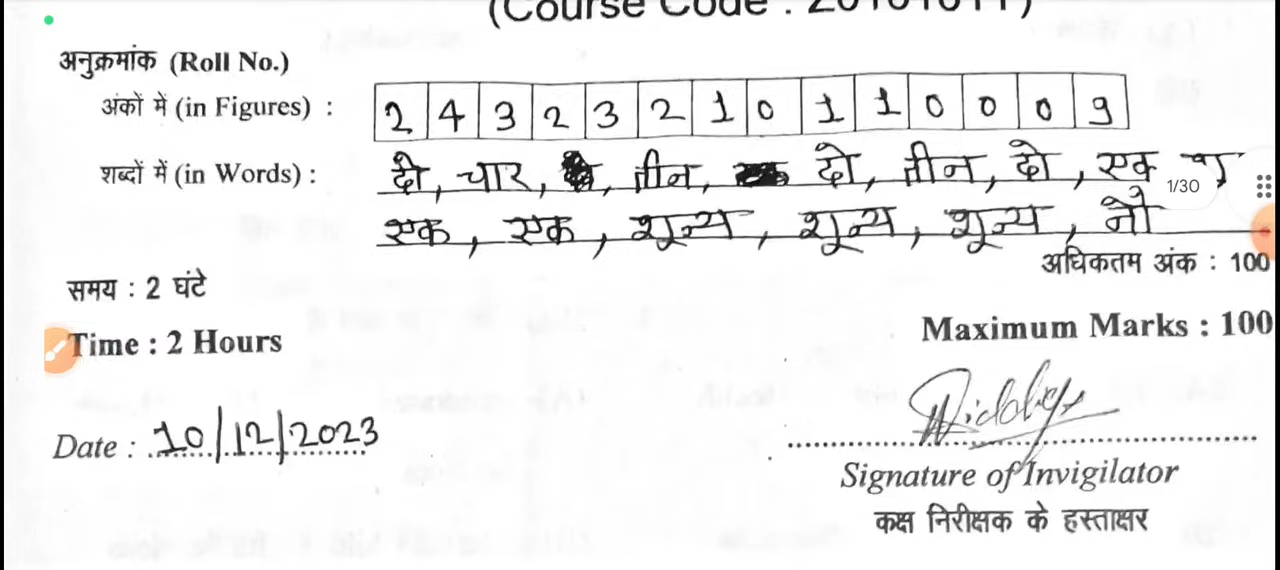 (Course Code : 20101011)
अनुक्रमांक (Roll No.)
अंकों में (in Figures) : 2 4 3 2 3 2 1 0 1 1 0 0 0 9
शब्दों में (in Words) : दो, चार, तीन, दो, तीन, दो, एक
एक, एक, शून्य, शून्य, शून्य, नौ
1/30
अधिकतम अंक : 100
समय : 2 घंटे
Time : 2 Hours
Maximum Marks : 100
Date : 10/12/2023
Signature of Invigilator
कक्ष निरीक्षक के हस्ताक्षर